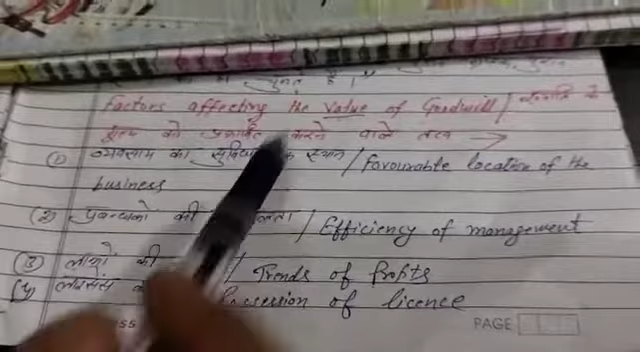 Factors affecting the value of Goodwill / ख्याति के
मूल्य को प्रभावित करने वाले तत्व →
(1) व्यवसाय का स्थान / favourable location of the
business
(2) प्रबन्धकों की / Efficiency of management
(3) लाभों की / Trends of Profits
(4) लाइसेंस / Possession of licence
PAGE